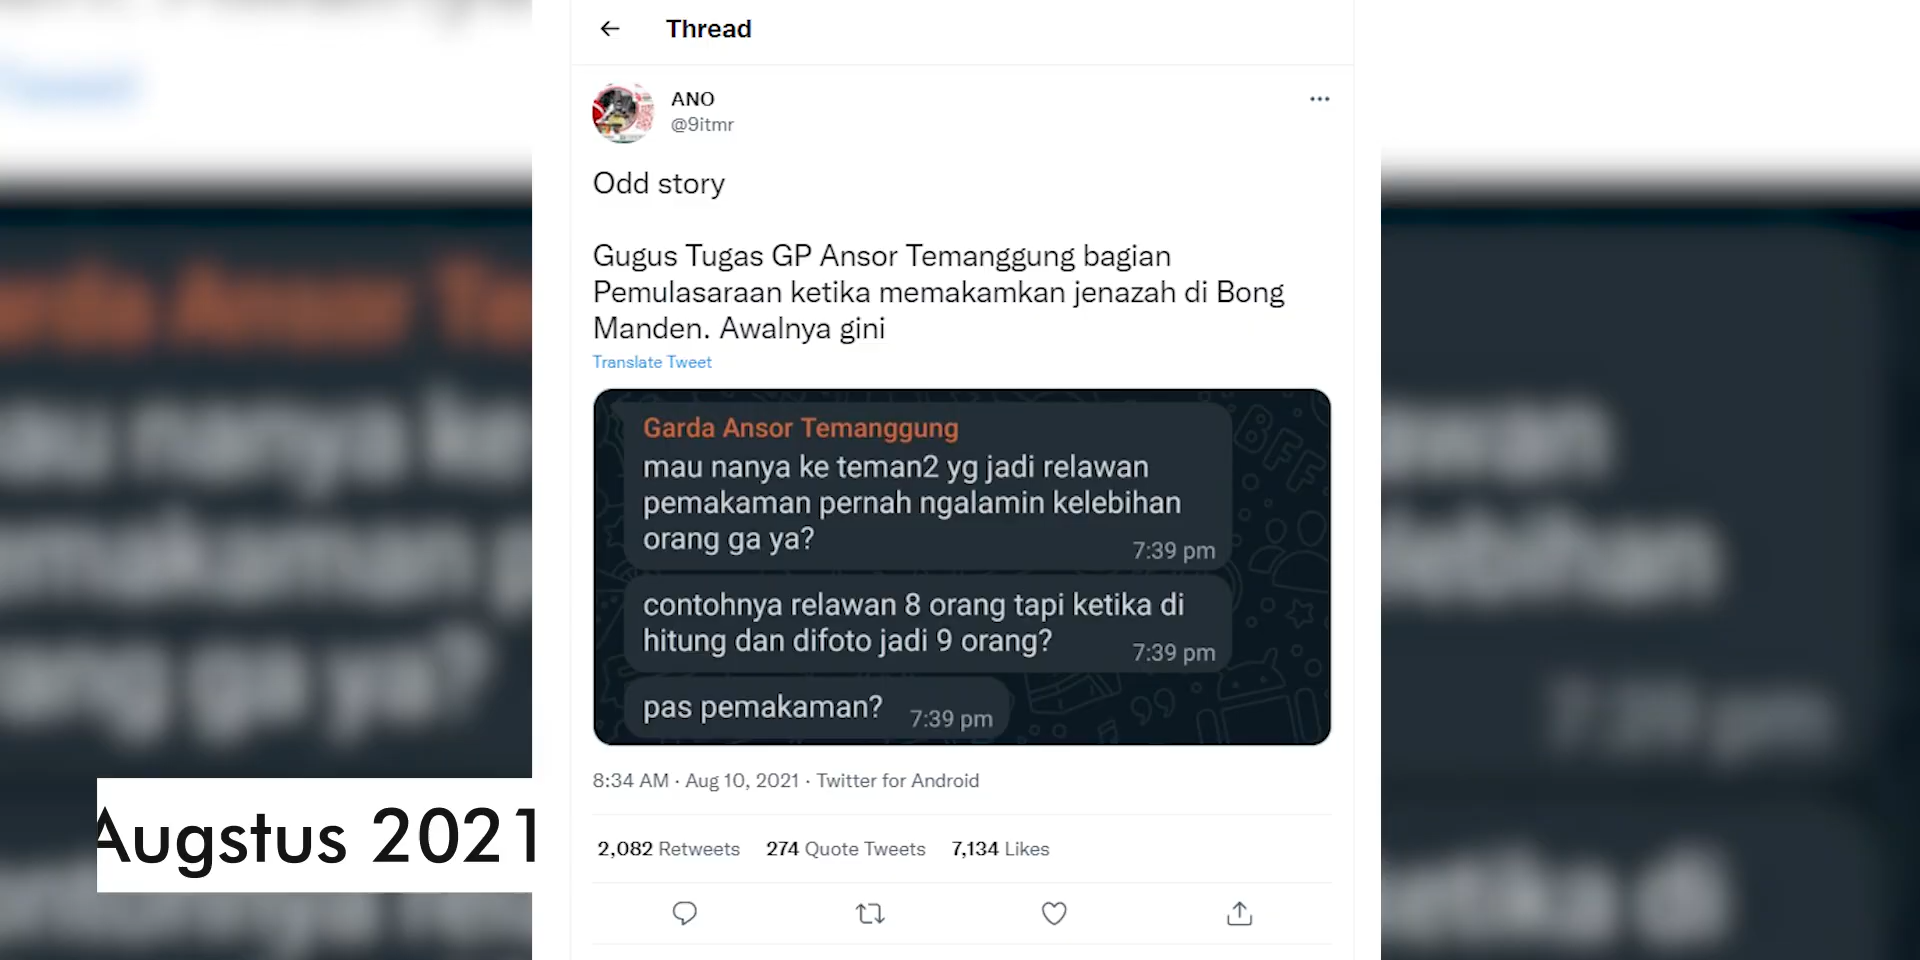 Thread
ANO
@9itmr
Odd story
Gugus Tugas GP Ansor Temanggung bagian
Pemulasaraan ketika memakamkan jenazah di Bong
Manden. Awalnya gini
Translate Tweet
Garda Ansor Temanggung
mau nanya ke teman2 yg jadi relawan
pemakaman pernah ngalamin kelebihan
orang ga ya?
7:39 pm
contohnya relawan 8 orang tapi ketika di
hitung dan difoto jadi 9 orang?
7:39 pm
pas pemakaman? 7:39 pm
8:34 AM · Aug 10, 2021 · Twitter for Android
2,082 Retweets 274 Quote Tweets 7,134 Likes
Augstus 2021